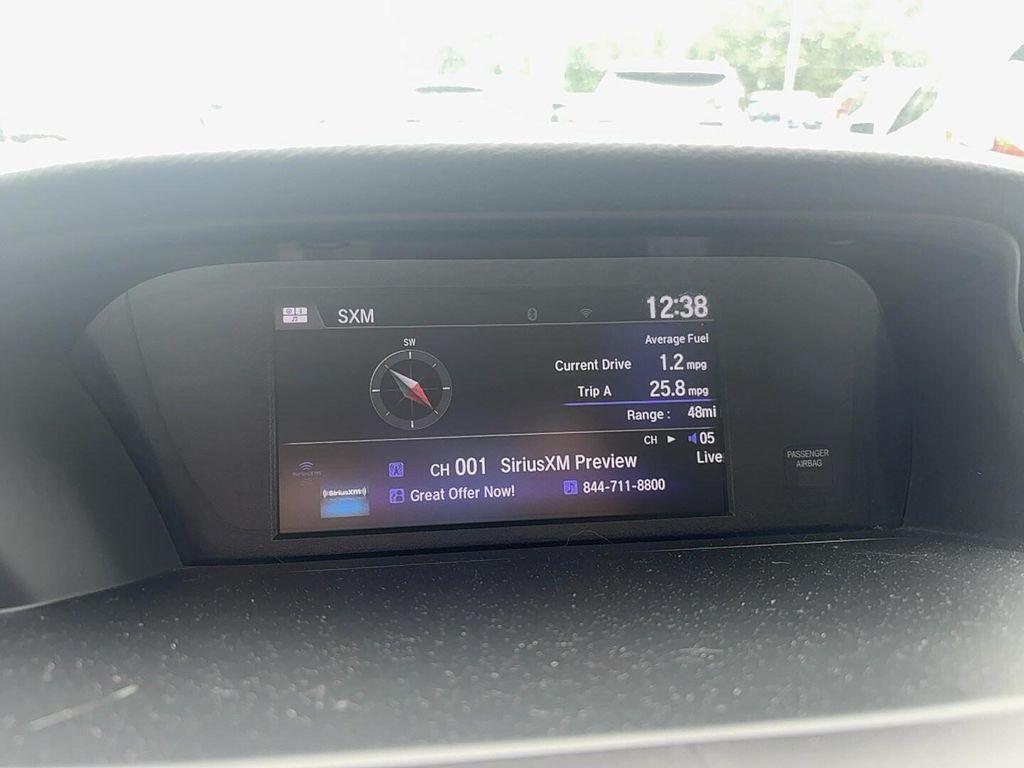 SXM
12:38
SW
Average Fuel
Current Drive 1.2 mpg
Trip A 25.8 mpg
Range : 48mi
CH ▶ 05
Live
CH 001 SiriusXM Preview
((SiriusXM))
Great Offer Now! 844-711-8800
PASSENGER
AIRBAG